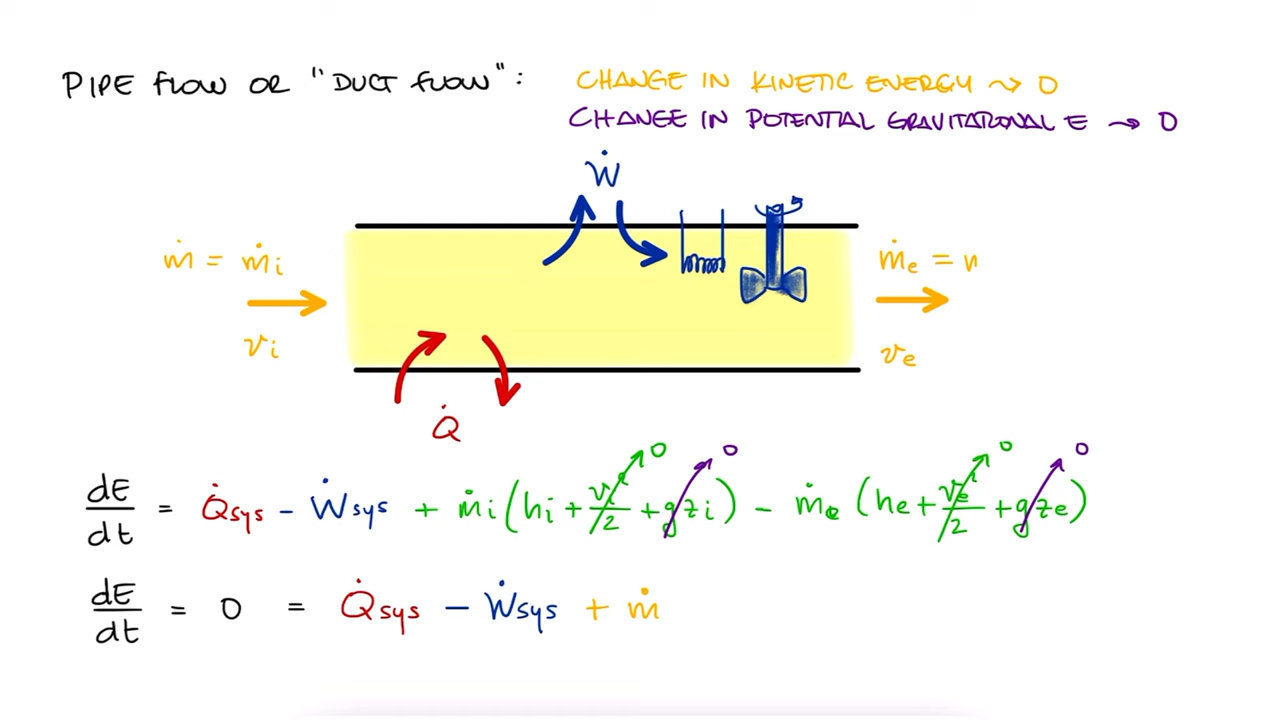 PIPE FLOW OR "DUCT FLOW": CHANGE IN KINETIC ENERGY → 0
CHANGE IN POTENTIAL GRAVITATIONAL E → 0
Ẇ
ṁ = ṁi
ṁe =
vi
ve
Q̇
dE/dt = Q̇sys - Ẇsys + ṁi(hi + vi²/2 + gzi) - ṁe(he + ve²/2 + gze)
0 0 0 0
dE/dt = 0 = Q̇sys - Ẇsys + ṁ